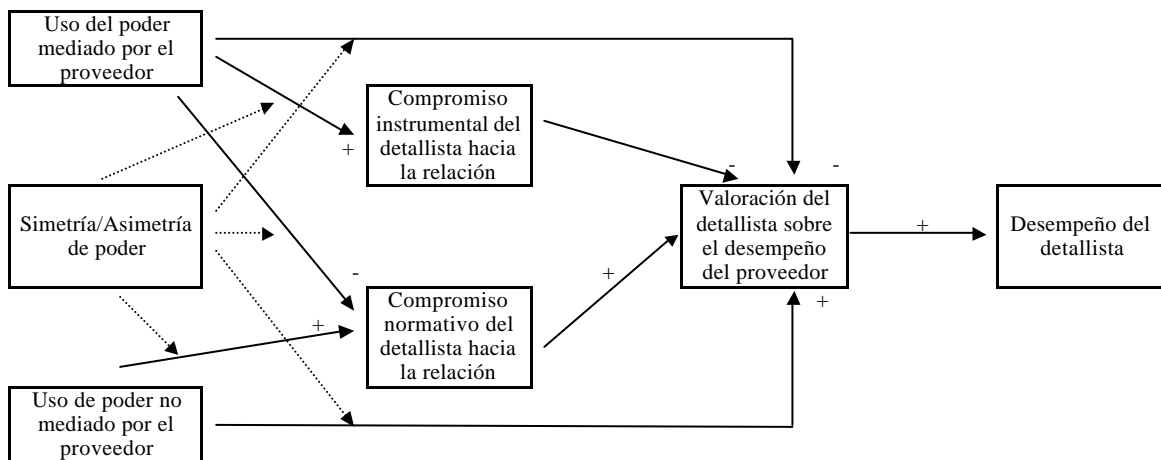 Uso del poder
mediado por el
proveedor
Compromiso
instrumental del
detallista hacia
la relación
+
-
-
Simetría/Asimetría
de poder
Valoración del
detallista sobre
el desempeño
del proveedor
+
Desempeño del
detallista
-
+
+
+
Compromiso
normativo del
detallista hacia
la relación
Uso de poder no
mediado por el
proveedor